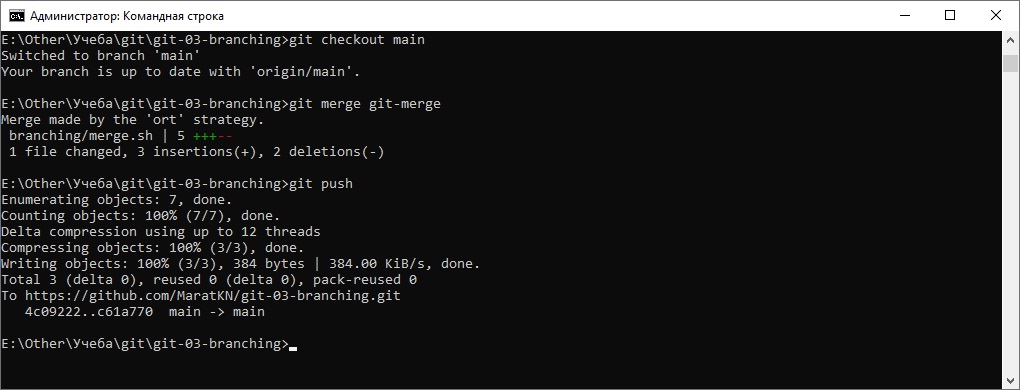 Администратор: Командная строка
E:\Other\Учеба\git\git-03-branching>git checkout main
Switched to branch 'main'
Your branch is up to date with 'origin/main'.
E:\Other\Учеба\git\git-03-branching>git merge git-merge
Merge made by the 'ort' strategy.
branching/merge.sh | 5 +++--
1 file changed, 3 insertions(+), 2 deletions(-)
E:\Other\Учеба\git\git-03-branching>git push
Enumerating objects: 7, done.
Counting objects: 100% (7/7), done.
Delta compression using up to 12 threads
Compressing objects: 100% (3/3), done.
Writing objects: 100% (3/3), 384 bytes | 384.00 KiB/s, done.
Total 3 (delta 0), reused 0 (delta 0), pack-reused 0
To https://github.com/MaratKN/git-03-branching.git
4c09222..c61a770  main -> main
E:\Other\Учеба\git\git-03-branching>